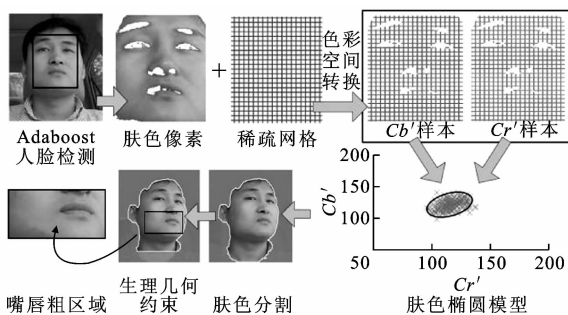 +
色彩
空间
转换
Adaboost
人脸检测
肤色像素
稀疏网格
Cb′样本
Cr′样本
200
150
100
Cb′
50
100
150
200
Cr′
嘴唇粗区域
生理几何
约束
肤色分割
肤色椭圆模型